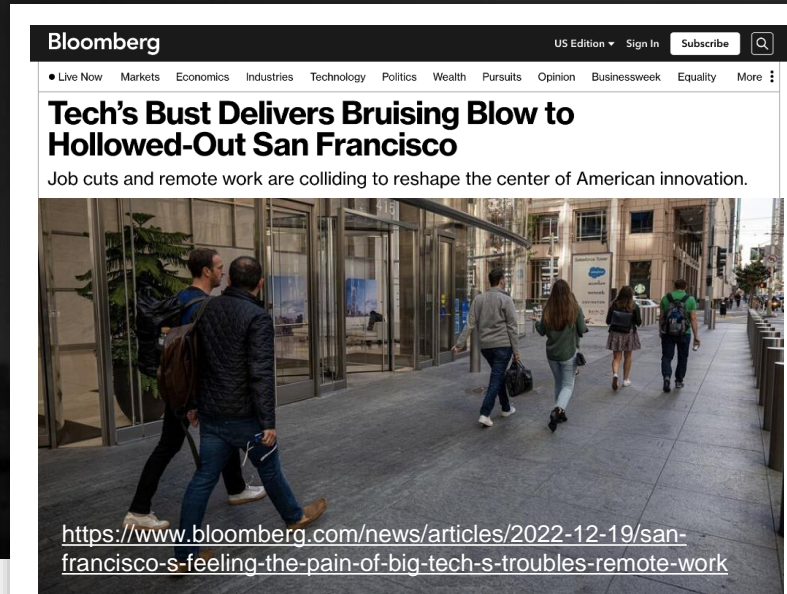 Bloomberg
US Edition Sign In Subscribe
Live Now Markets Economics Industries Technology Politics Wealth Pursuits Opinion Businessweek Equality More
Tech's Bust Delivers Bruising Blow to
Hollowed-Out San Francisco
Job cuts and remote work are colliding to reshape the center of American innovation.
415
Salesforce Tower
https://www.bloomberg.com/news/articles/2022-12-19/san-
francisco-s-feeling-the-pain-of-big-tech-s-troubles-remote-work